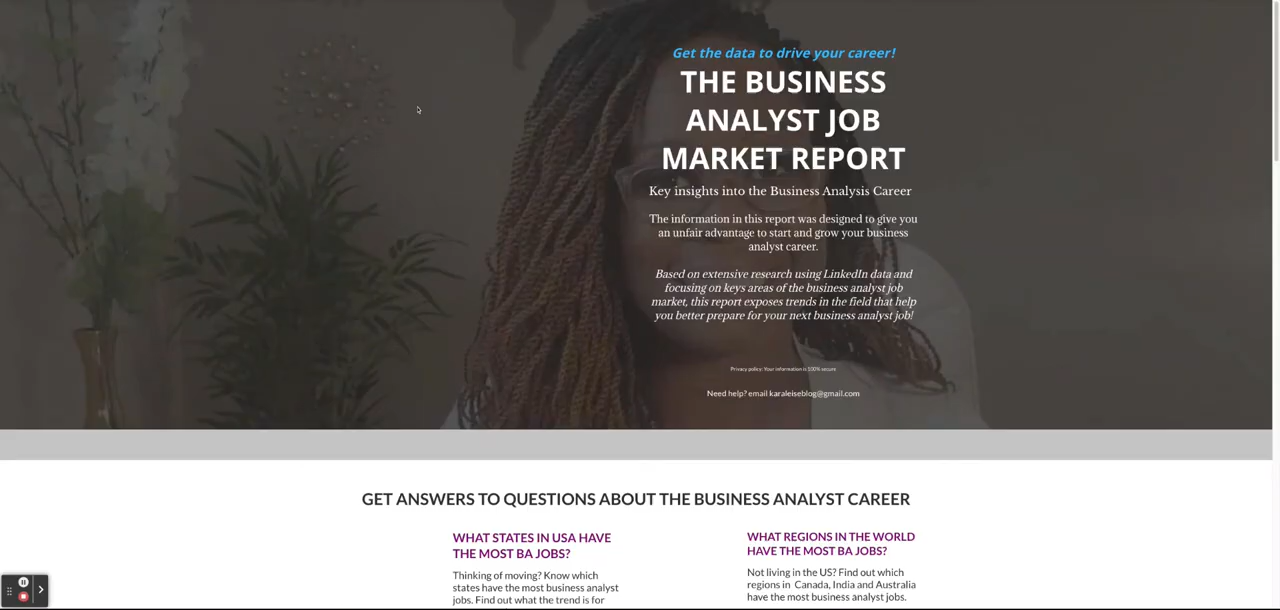 Get the data to drive your career!
THE BUSINESS
ANALYST JOB
MARKET REPORT
Key insights into the Business Analysis Career
The information in this report was designed to give you
an unfair advantage to start and grow your business
analyst career.
Based on extensive research using LinkedIn data and
focusing on keys areas of the business analyst job
market, this report exposes trends in the field that help
you better prepare for your next business analyst job!
Privacy policy: Your information is 100% secure
Need help? email karaleiseblog@gmail.com
GET ANSWERS TO QUESTIONS ABOUT THE BUSINESS ANALYST CAREER
WHAT STATES IN USA HAVE
THE MOST BA JOBS?
Thinking of moving? Know which
states have the most business analyst
jobs. Find out what the trend is for
WHAT REGIONS IN THE WORLD
HAVE THE MOST BA JOBS?
Not living in the US? Find out which
regions in Canada, India and Australia
have the most business analyst jobs.